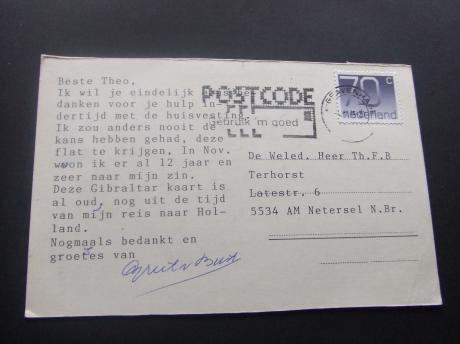 Beste Theo,
Ik wil je eindelijk
danken voor je hulp in-
dertijd met de huisvesting.
Ik zou anders nooit de
kans hebben gehad, deze
flat te krijgen, In Nov.
woon ik er al 12 jaar en
zeer naar mijn zin.
Deze Gibraltar kaart is
al oud, nog uit de tijd
van mijn reis naar Hol-
land.
Nogmaals bedankt en
groetes van
POSTCODE
gebruik 'm goed
70 c
nederland
De Weled, Heer Th.F.B
Terhorst
Latestr. 6
5534 AM Netersel N.Br.